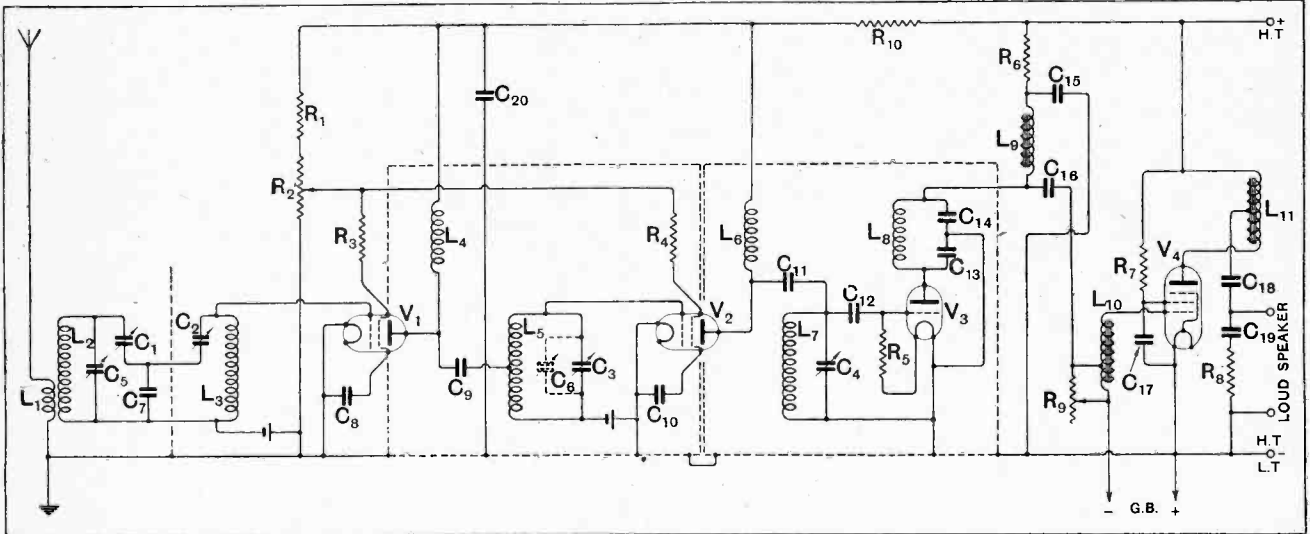 H.T +
R10
R6
C15
R1
C20
L9
C16
R2
L11
R3
L4
R4
L6
L8
C14
C13
R7
V4
C11
L10
C18
L2
C1
C2
V1
L5
V2
C12
V3
C5
C6
C3
L7
C4
R5
C19
L1
C7
L3
C8
C9
C10
R9
C17
R8
LOUD SPEAKER
H.T
L.T -
- G.B. +